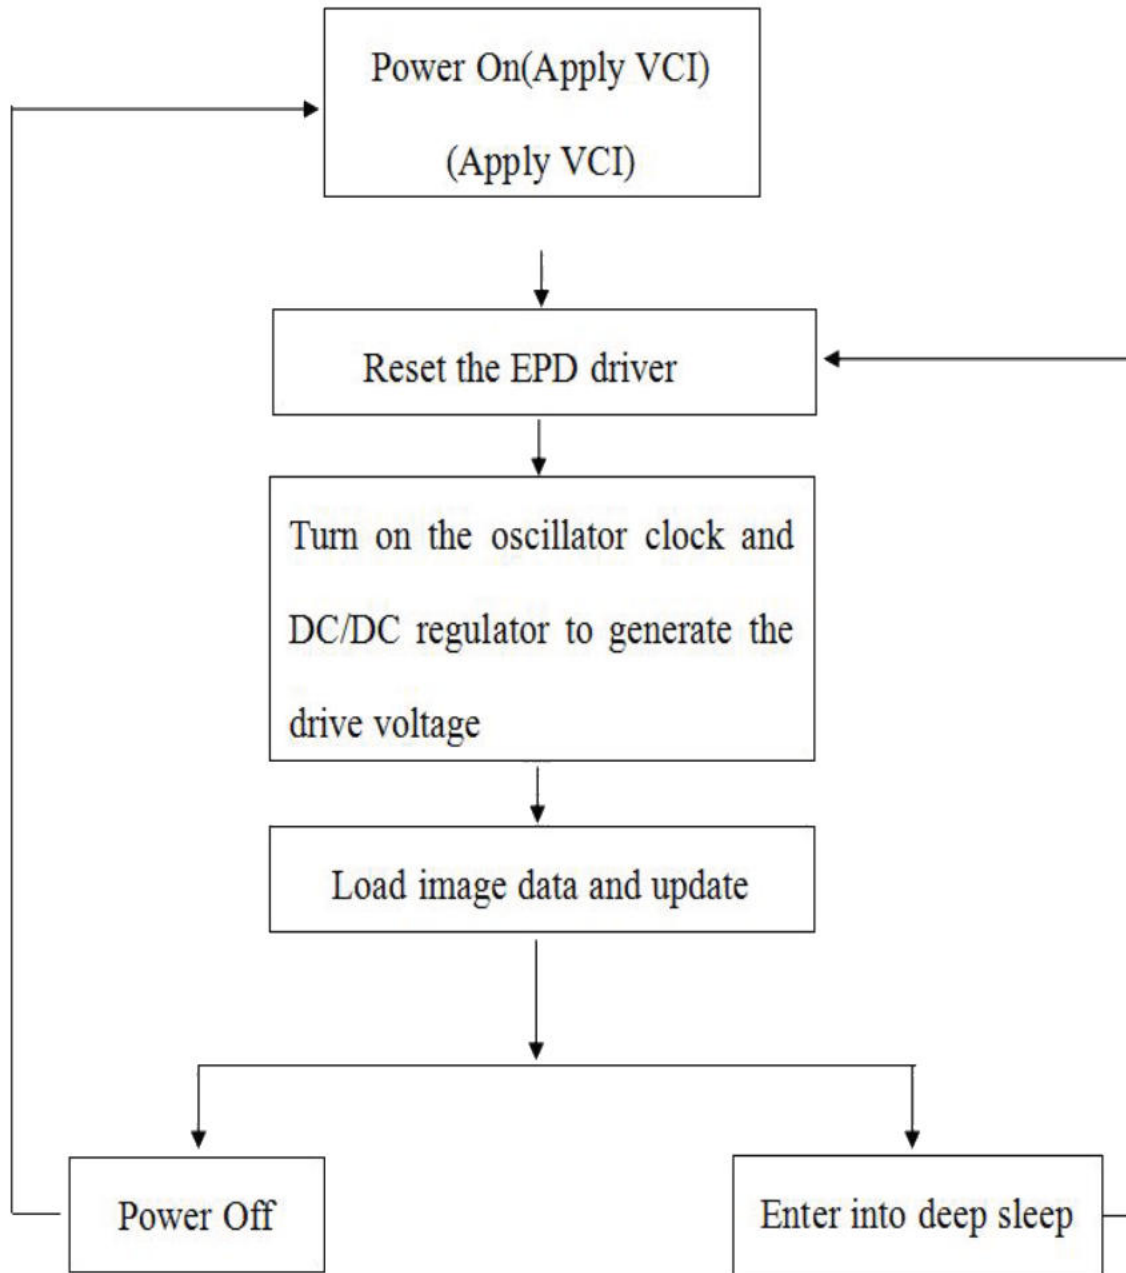 Power On(Apply VCI)
(Apply VCI)
Reset the EPD driver
Turn on the oscillator clock and
DC/DC regulator to generate the
drive voltage
Load image data and update
Power Off
Enter into deep sleep